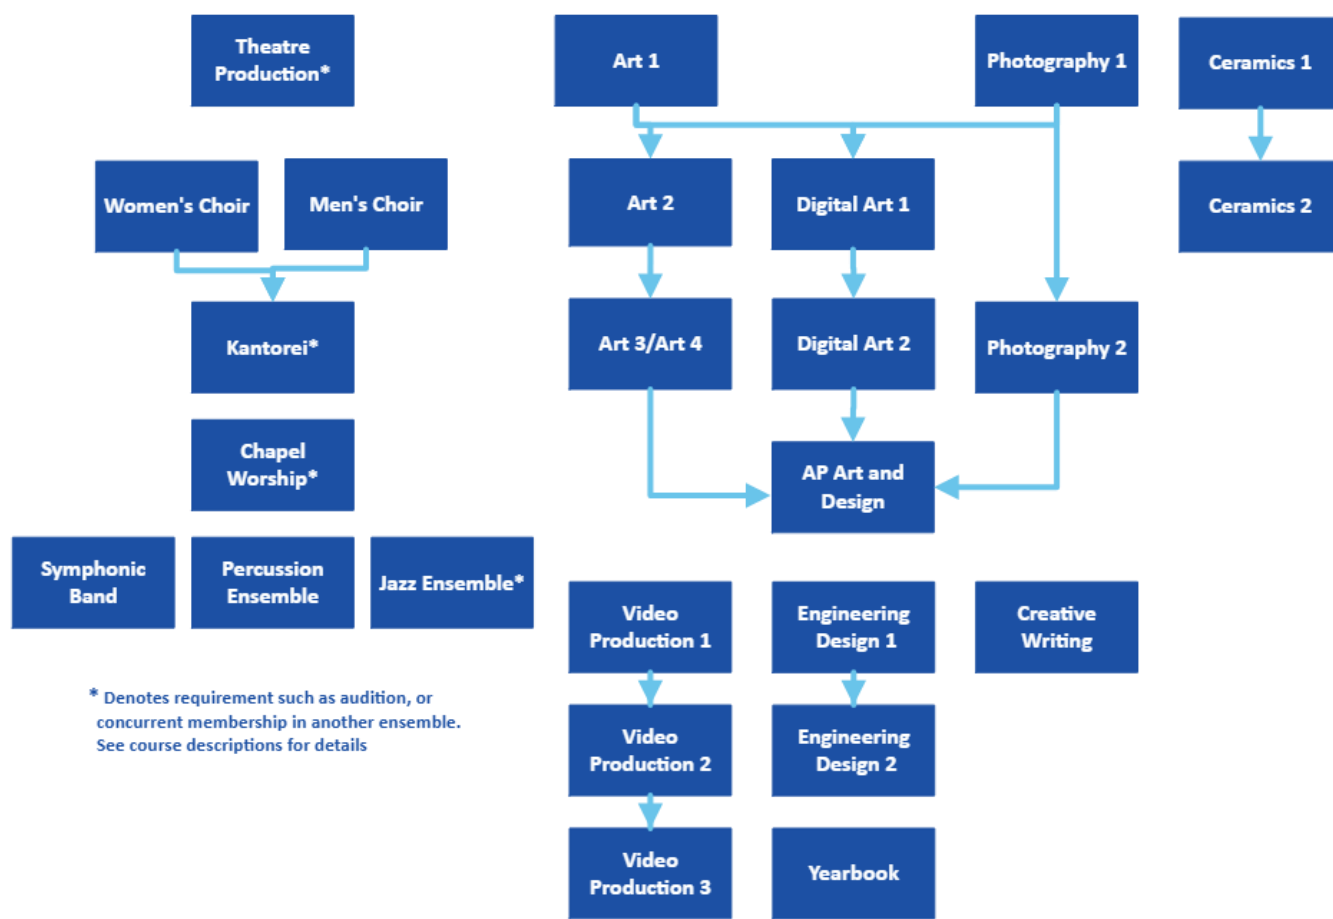 Theatre
Production*
Art 1
Photography 1
Ceramics 1
Women's Choir
Men's Choir
Art 2
Digital Art 1
Ceramics 2
Kantorei*
Art 3/Art 4
Digital Art 2
Photography 2
Chapel
Worship*
AP Art and
Design
Symphonic
Band
Percussion
Ensemble
Jazz Ensemble*
Video
Production 1
Engineering
Design 1
Creative
Writing
* Denotes requirement such as audition, or
concurrent membership in another ensemble.
See course descriptions for details
Video
Production 2
Engineering
Design 2
Video
Production 3
Yearbook